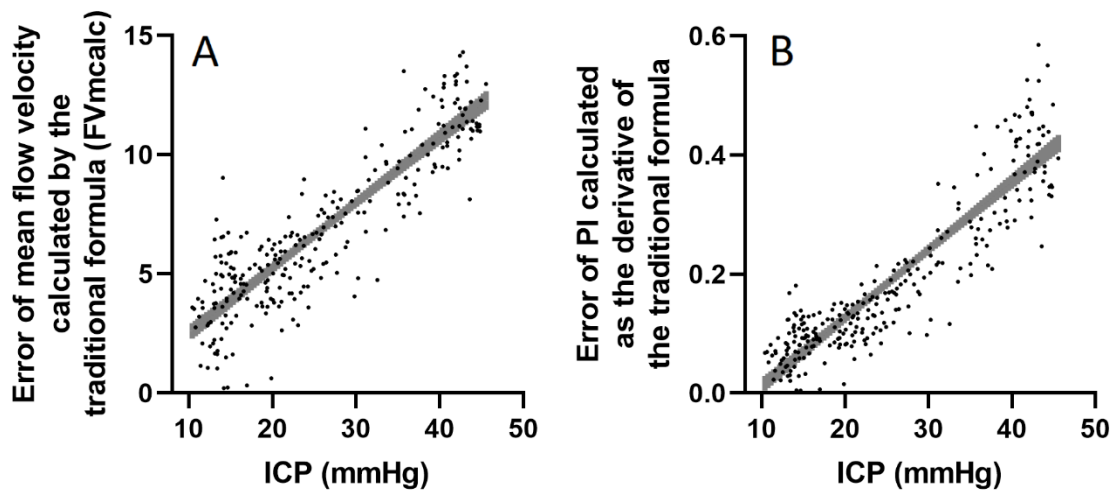 A
Error of mean flow velocity
calculated by the
traditional formula (FVmcalc)
15
10
5
0
10 20 30 40 50
ICP (mmHg)
B
Error of PI calculated
as the derivative of
the traditional formula
0.6
0.4
0.2
0.0
10 20 30 40 50
ICP (mmHg)